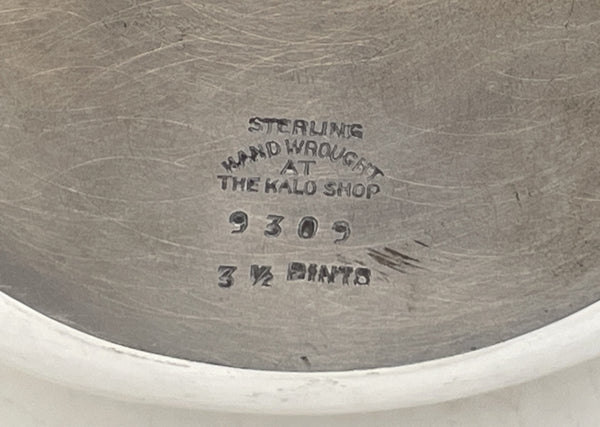 STERLING
HAND WROUGHT
AT
THE KALO SHOP
9309
3 ½ PINTS